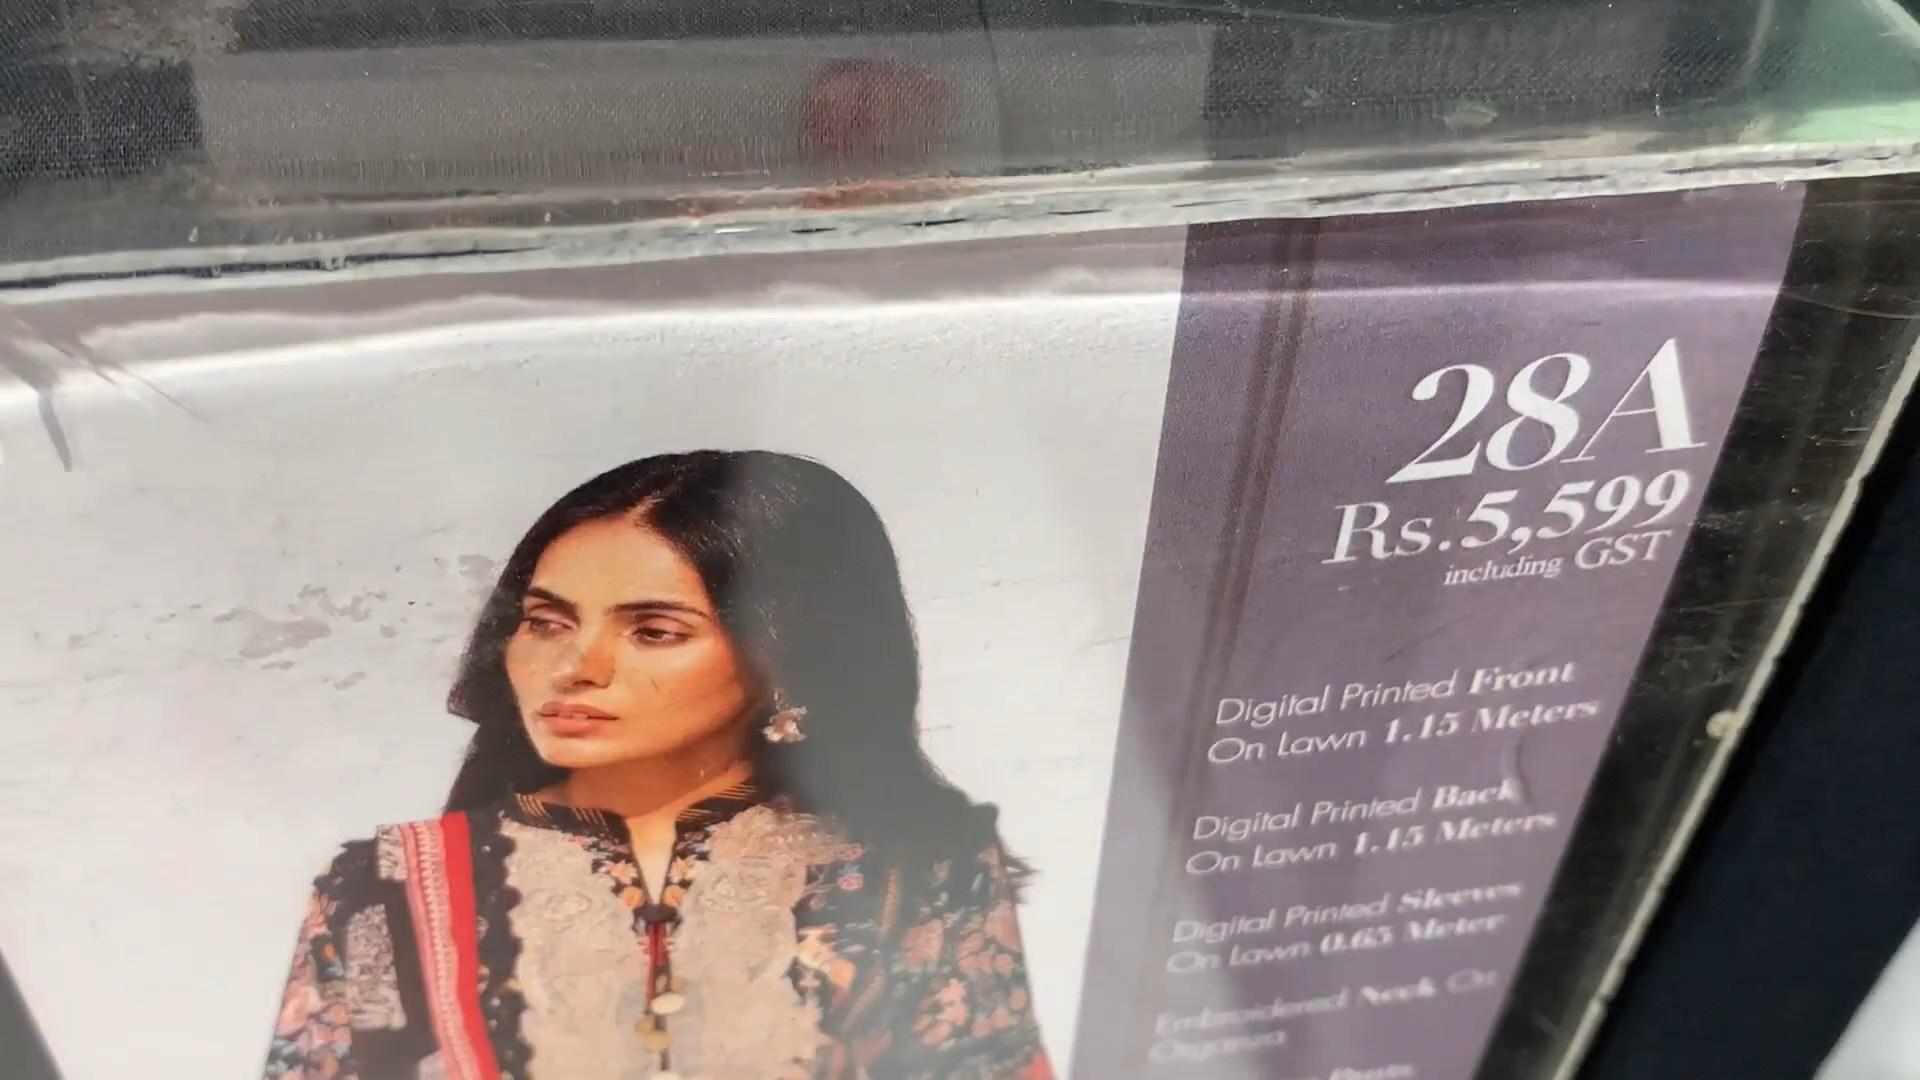 28A
Rs.5,599
including GST
Digital Printed Front
On Lawn 1.15 Meters
Digital Printed Back
On Lawn 1.15 Meters
Digital Printed Sleeves
On Lawn 0.65 Meter
Embroidered Neck On
Organza